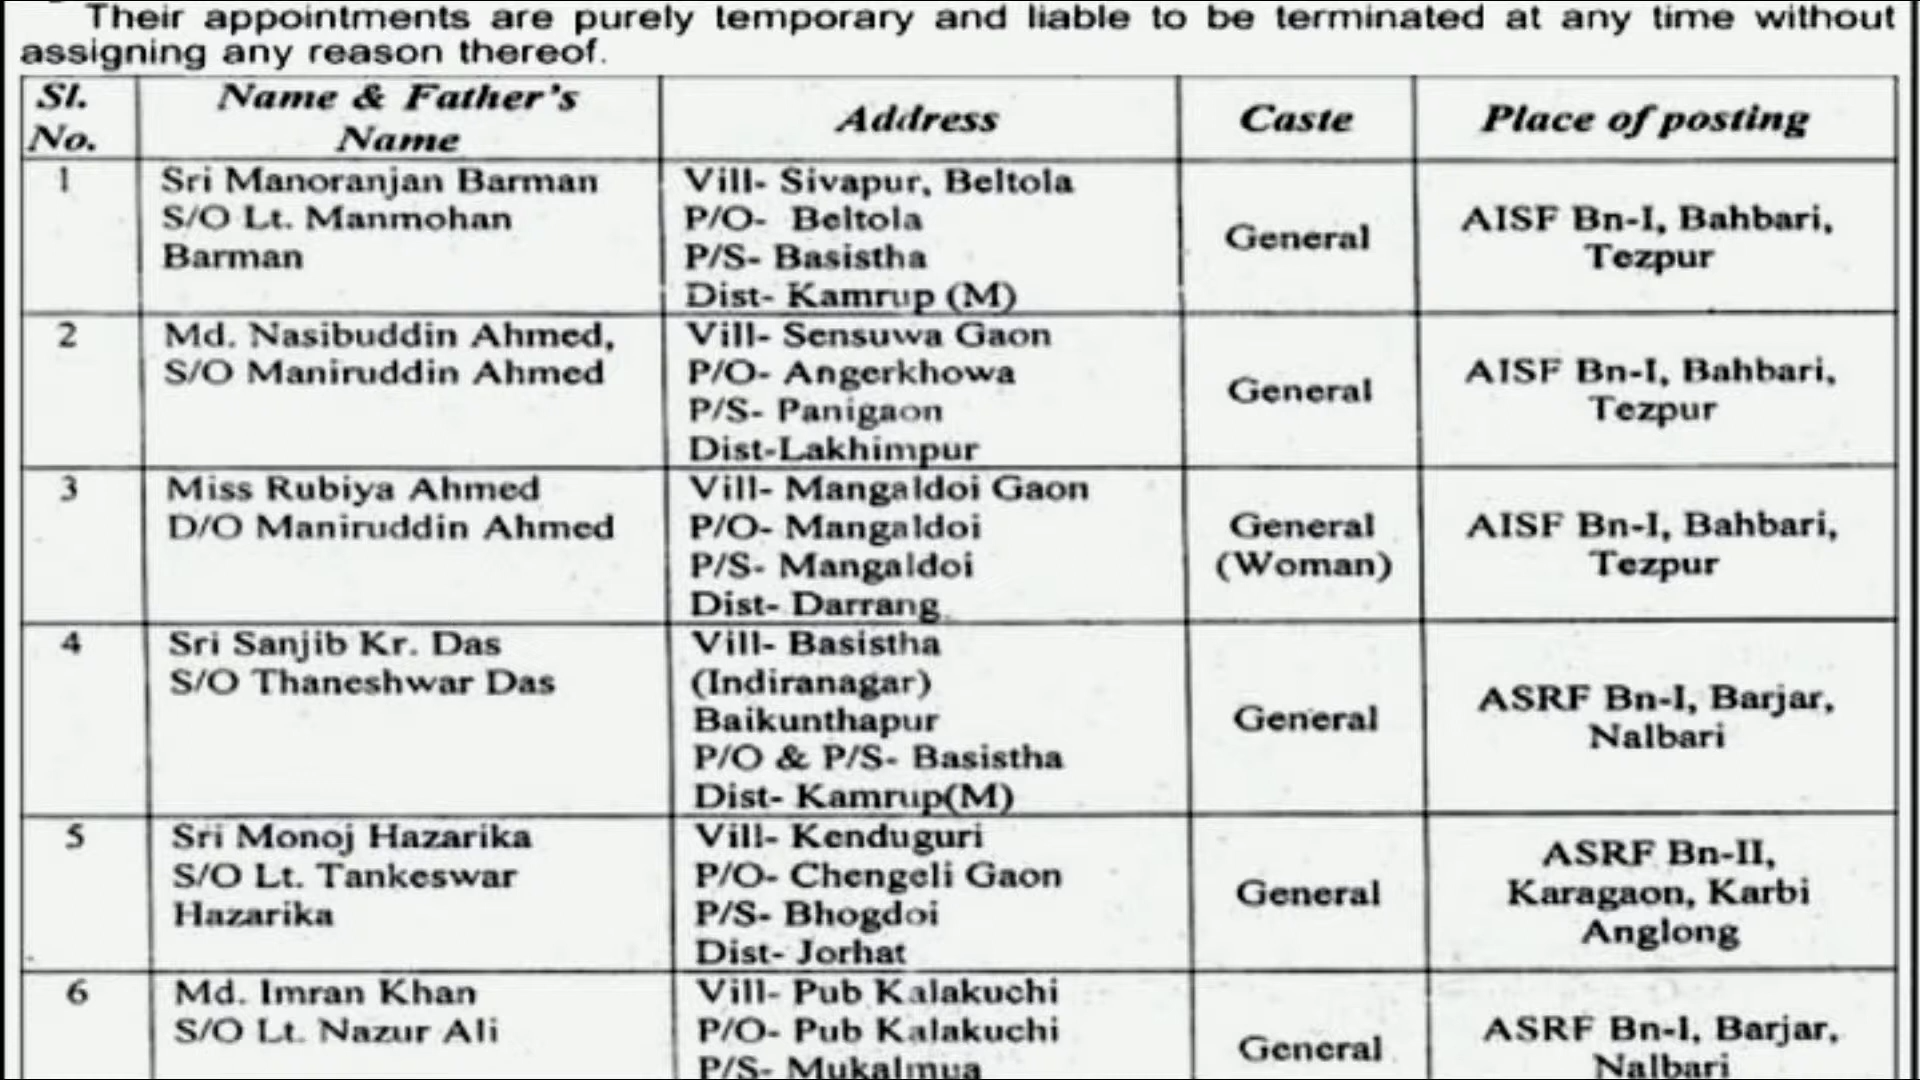 Their appointments are purely temporary and liable to be terminated at any time without
assigning any reason thereof.
Sl. No.
Name & Father's Name
Address
Caste
Place of posting
1
Sri Manoranjan Barman
S/O Lt. Manmohan
Barman
Vill- Sivapur, Beltola
P/O- Beltola
P/S- Basistha
Dist- Kamrup (M)
General
AISF Bn-I, Bahbari,
Tezpur
2
Md. Nasibuddin Ahmed,
S/O Maniruddin Ahmed
Vill- Sensuwa Gaon
P/O- Angerkhowa
P/S- Panigaon
Dist-Lakhimpur
General
AISF Bn-I, Bahbari,
Tezpur
3
Miss Rubiya Ahmed
D/O Maniruddin Ahmed
Vill- Mangaldoi Gaon
P/O- Mangaldoi
P/S- Mangaldoi
Dist- Darrang
General
(Woman)
AISF Bn-I, Bahbari,
Tezpur
4
Sri Sanjib Kr. Das
S/O Thaneshwar Das
Vill- Basistha
(Indiranagar)
Baikunthapur
P/O & P/S- Basistha
Dist- Kamrup(M)
General
ASRF Bn-I, Barjar,
Nalbari
5
Sri Monoj Hazarika
S/O Lt. Tankeswar
Hazarika
Vill- Kenduguri
P/O- Chengeli Gaon
P/S- Bhogdoi
Dist- Jorhat
General
ASRF Bn-II,
Karagaon, Karbi
Anglong
6
Md. Imran Khan
S/O Lt. Nazur Ali
Vill- Pub Kalakuchi
P/O- Pub Kalakuchi
P/S- Mukalmua
General
ASRF Bn-I, Barjar,
Nalbari